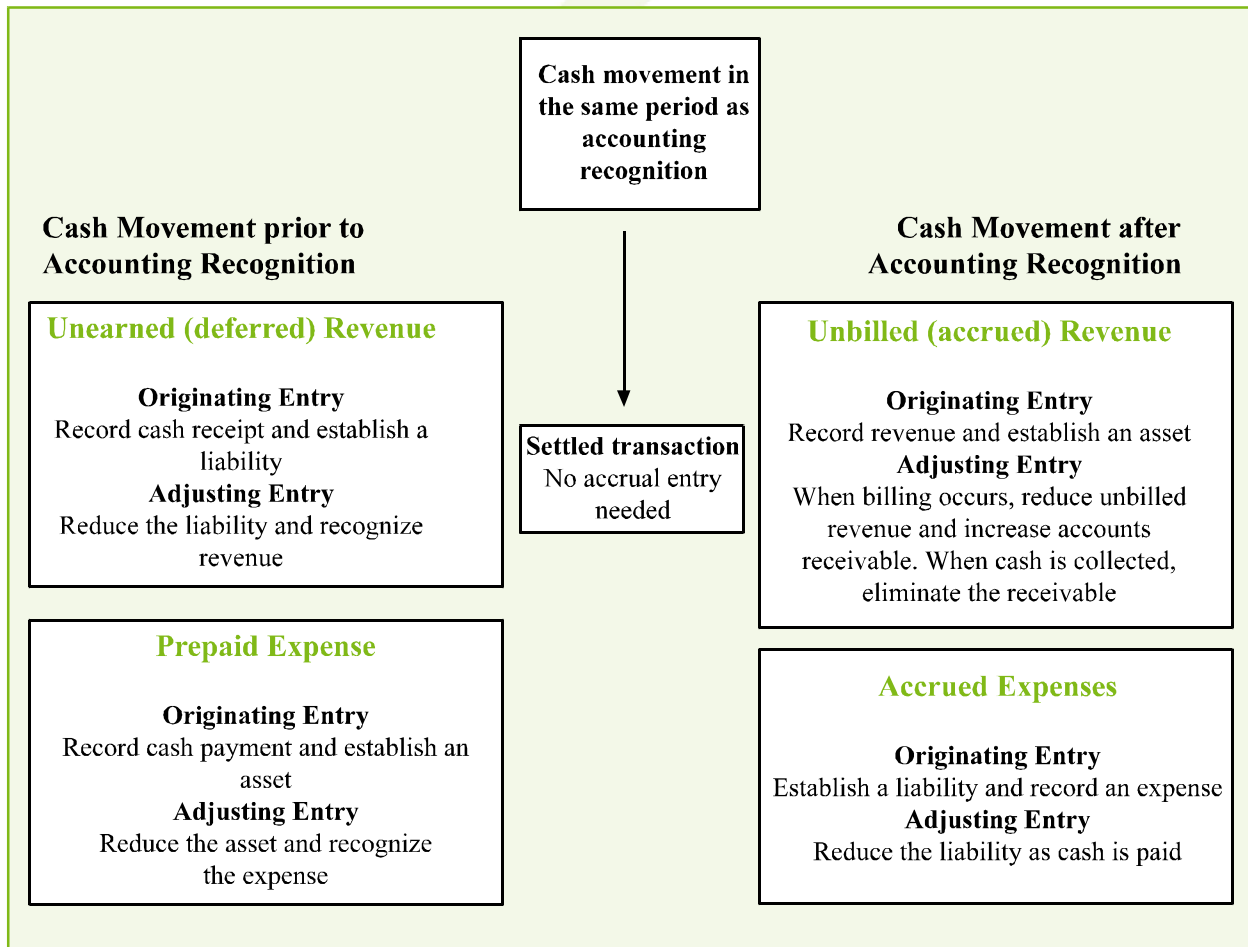 Cash movement in
the same period as
accounting
recognition
Cash Movement prior to
Accounting Recognition
Unearned (deferred) Revenue
Originating Entry
Record cash receipt and establish a
liability
Adjusting Entry
Reduce the liability and recognize
revenue
Prepaid Expense
Originating Entry
Record cash payment and establish an
asset
Adjusting Entry
Reduce the asset and recognize
the expense
Settled transaction
No accrual entry
needed
Cash Movement after
Accounting Recognition
Unbilled (accrued) Revenue
Originating Entry
Record revenue and establish an asset
Adjusting Entry
When billing occurs, reduce unbilled
revenue and increase accounts
receivable. When cash is collected,
eliminate the receivable
Accrued Expenses
Originating Entry
Establish a liability and record an expense
Adjusting Entry
Reduce the liability as cash is paid